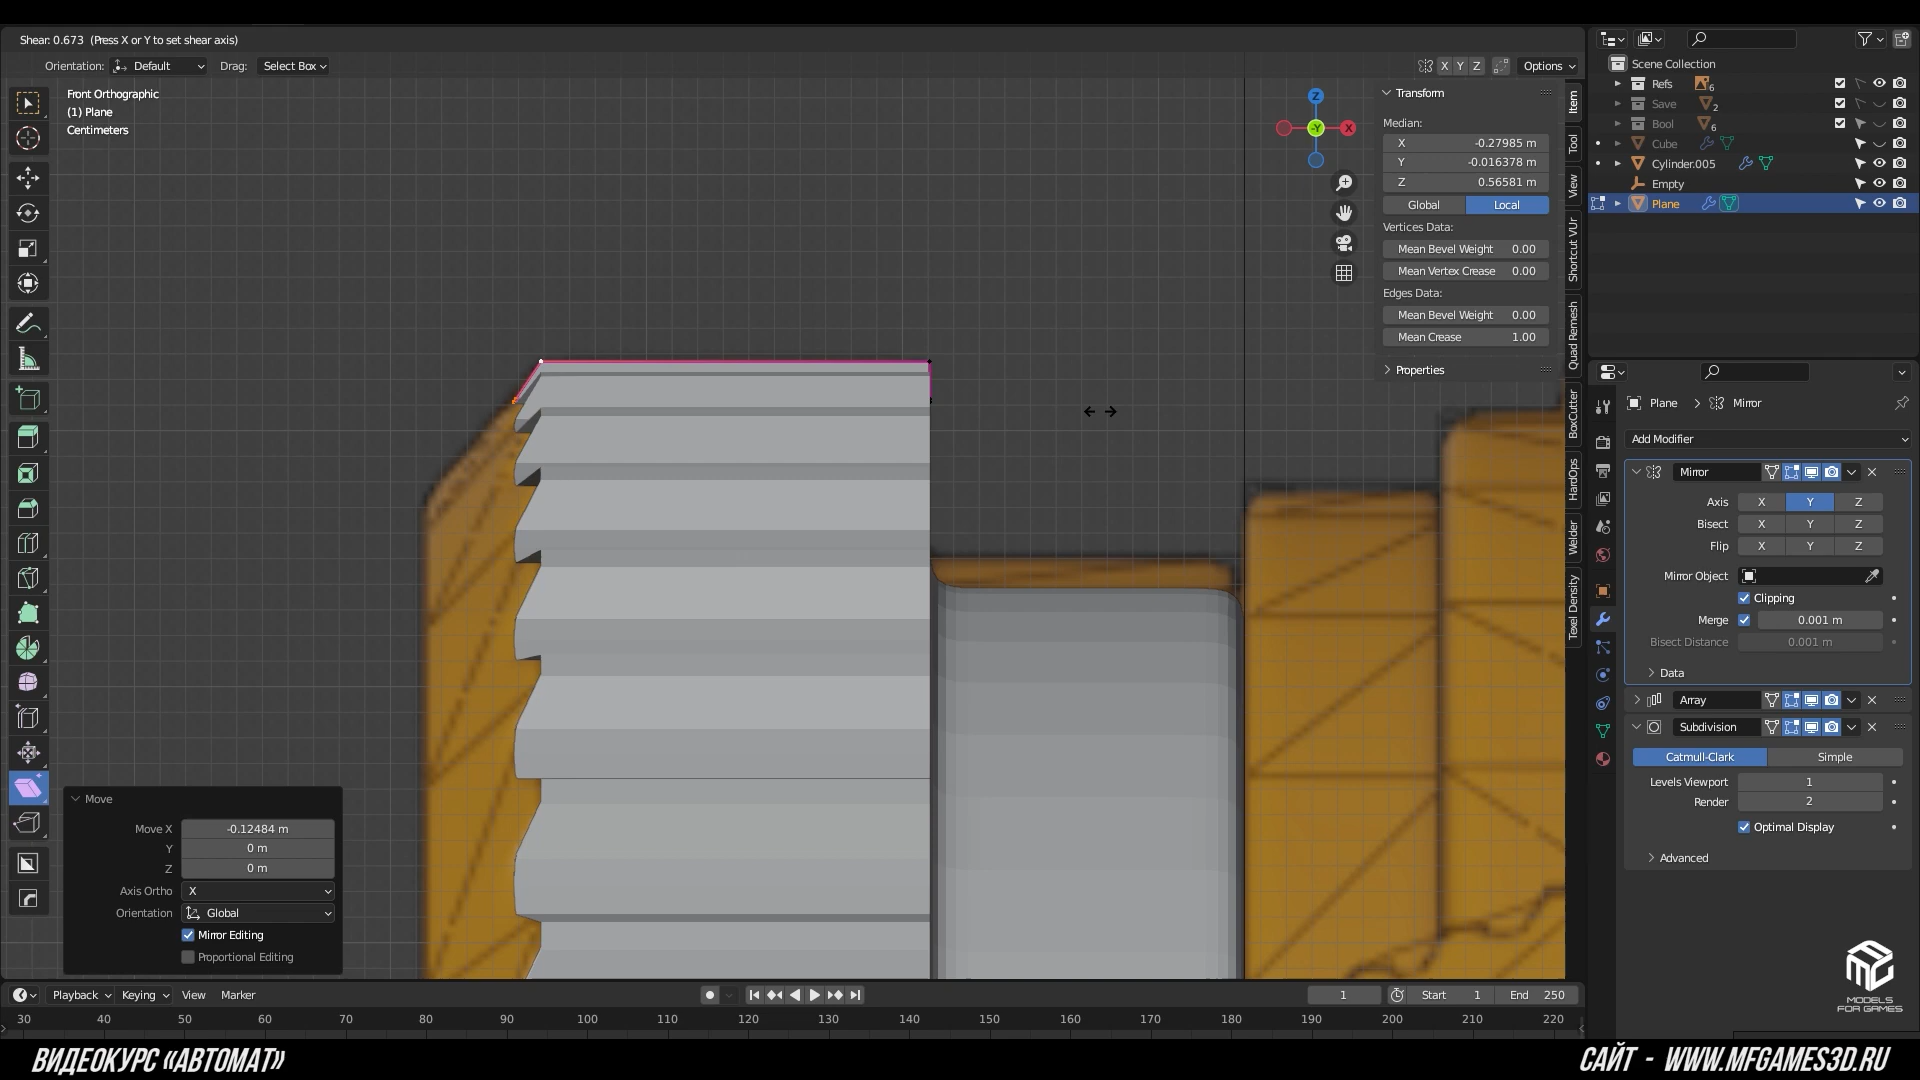 Shear: 0.673 (Press X or Y to set shear axis)
Orientation: Default Drag: Select Box X Y Z Options
Front Orthographic
(1) Plane
Centimeters
Z
-Y
X
Transform
Median:
X -0.27985 m
Y -0.016378 m
Z 0.56581 m
Global Local
Vertices Data:
Mean Bevel Weight 0.00
Mean Vertex Crease 0.00
Edges Data:
Mean Bevel Weight 0.00
Mean Crease 1.00
Properties
Item
Tool
View
Shortcut VUr
Quad Remesh
BoxCutter
HardOps
Welder
Texel Density
Scene Collection
Refs 6
Save 2
Bool 6
Cube
Cylinder.005
Empty
Plane
Plane > Mirror
Add Modifier
Mirror
Axis X Y Z
Bisect X Y Z
Flip X Y Z
Mirror Object
Clipping
Merge 0.001 m
Bisect Distance 0.001 m
Data
Array
Subdivision
Catmull-Clark Simple
Levels Viewport 1
Render 2
Optimal Display
Advanced
Move
Move X -0.12484 m
Y 0 m
Z 0 m
Axis Ortho X
Orientation Global
Mirror Editing
Proportional Editing
Playback Keying View Marker 1 Start 1 End 250
30 40 50 60 70 80 90 100 110 120 130 140 150 160 170 180 190 200 210 220
MODELS
FOR GAMES
ВИДЕОКУРС «АВТОМАТ»
САЙТ - WWW.MFGAMES3D.RU